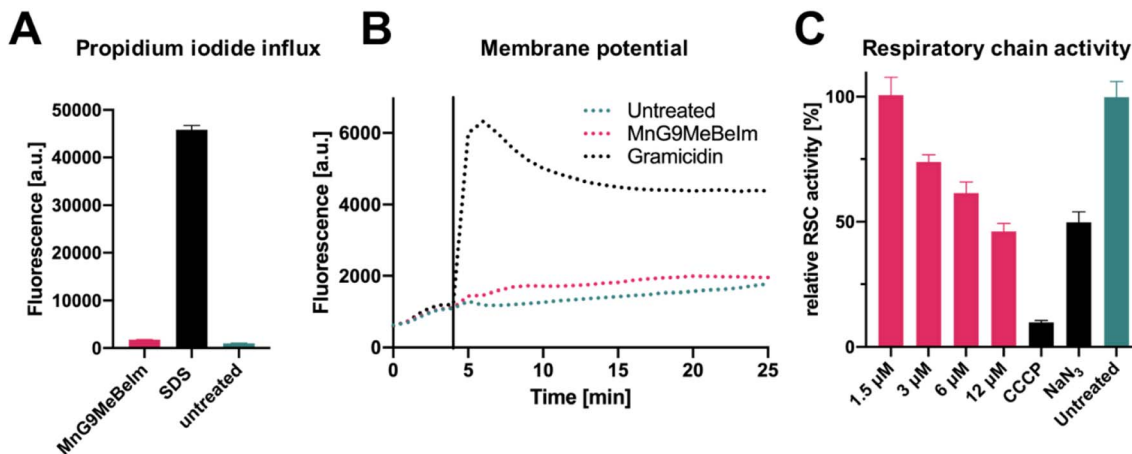 A
Propidium iodide influx
Fluorescence [a.u.]
50000
40000
30000
20000
10000
0
MnG9MeBeIm
SDS
untreated
B
Membrane potential
Fluorescence [a.u.]
6000
4000
2000
0
Untreated
MnG9MeBeIm
Gramicidin
0 5 10 15 20 25
Time [min]
C
Respiratory chain activity
relative RSC activity [%]
100
50
0
1.5 μM
3 μM
6 μM
12 μM
CCCP
NaN₃
Untreated